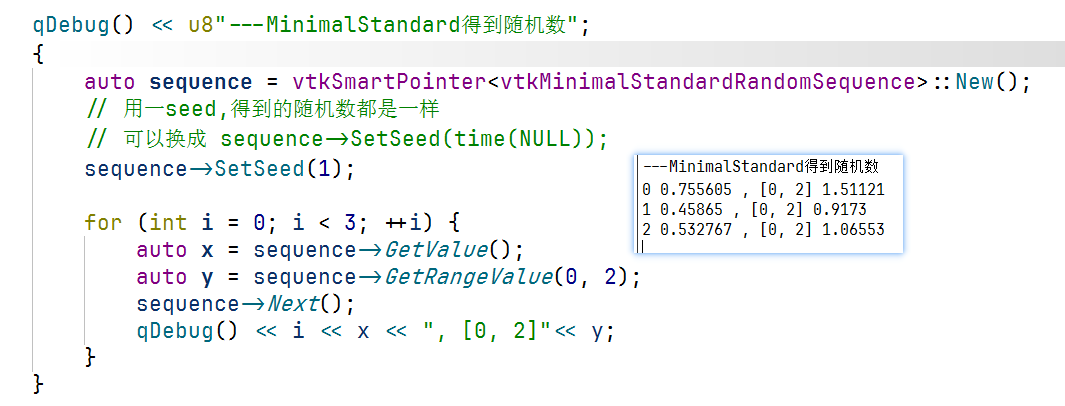 qDebug() << u8"---MinimalStandard得到随机数";
{
auto sequence = vtkSmartPointer<vtkMinimalStandardRandomSequence>::New();
// 用一seed,得到的随机数都是一样
// 可以换成 sequence->SetSeed(time(NULL));
sequence->SetSeed(1);
for (int i = 0; i < 3; ++i) {
auto x = sequence->GetValue();
auto y = sequence->GetRangeValue(0, 2);
sequence->Next();
qDebug() << i << x << ", [0, 2]"<< y;
}
}
---MinimalStandard得到随机数
0 0.755605 , [0, 2] 1.51121
1 0.45865 , [0, 2] 0.9173
2 0.532767 , [0, 2] 1.06553